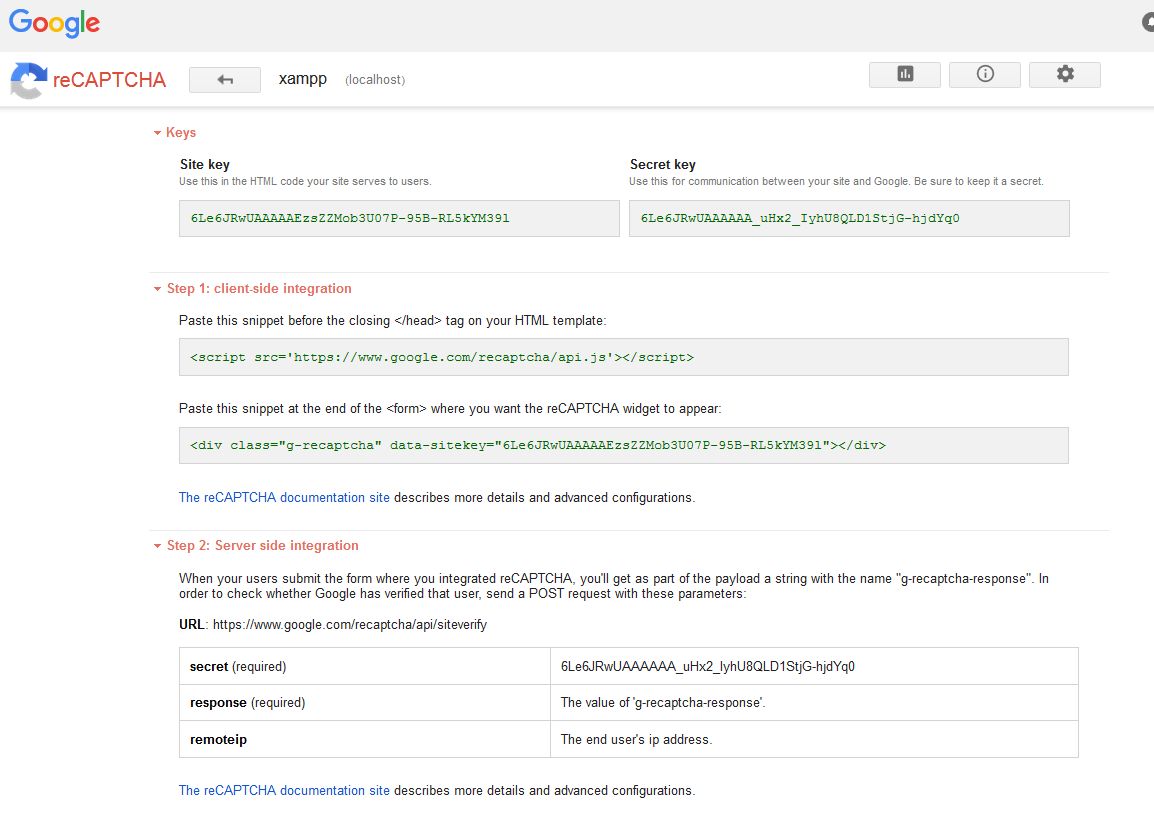 Google
reCAPTCHA
xampp (localhost)
Keys
Site key
Use this in the HTML code your site serves to users.
6Le6JRwUAAAAAEzsZZMob3U07P-95B-RL5kYM39l
Secret key
Use this for communication between your site and Google. Be sure to keep it a secret.
6Le6JRwUAAAAAA_uHx2_IyhU8QLD1StjG-hjdYq0
Step 1: client-side integration
Paste this snippet before the closing </head> tag on your HTML template:
<script src='https://www.google.com/recaptcha/api.js'></script>
Paste this snippet at the end of the <form> where you want the reCAPTCHA widget to appear:
<div class="g-recaptcha" data-sitekey="6Le6JRwUAAAAAEzsZZMob3U07P-95B-RL5kYM39l"></div>
The reCAPTCHA documentation site describes more details and advanced configurations.
Step 2: Server side integration
When your users submit the form where you integrated reCAPTCHA, you'll get as part of the payload a string with the name "g-recaptcha-response". In
order to check whether Google has verified that user, send a POST request with these parameters:
URL: https://www.google.com/recaptcha/api/siteverify
secret (required) 6Le6JRwUAAAAAA_uHx2_IyhU8QLD1StjG-hjdYq0
response (required) The value of 'g-recaptcha-response'.
remoteip The end user's ip address.
The reCAPTCHA documentation site describes more details and advanced configurations.